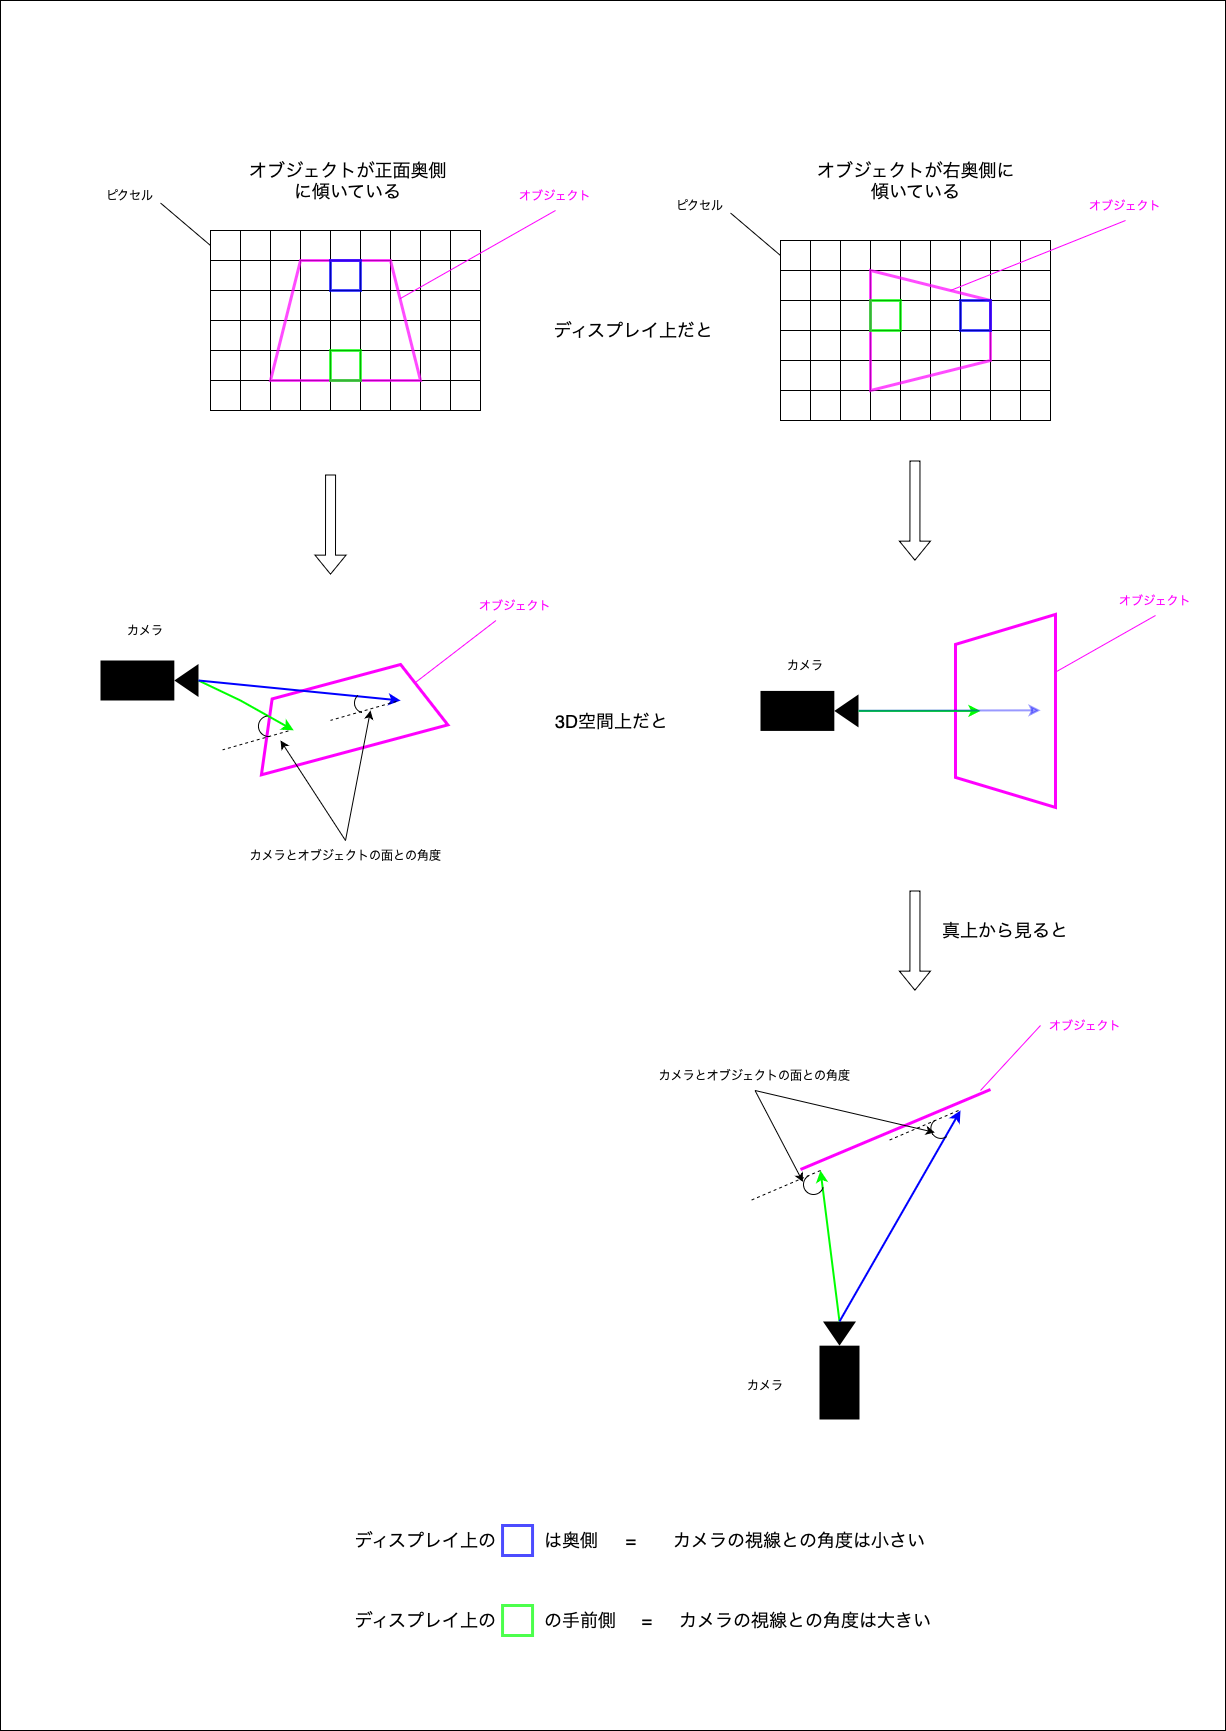 オブジェクトが正面奥側
に傾いている
ピクセル
オブジェクト
オブジェクトが右奥側に
傾いている
ピクセル
オブジェクト
ディスプレイ上だと
カメラ
オブジェクト
カメラとオブジェクトの面との角度
3D空間上だと
カメラ
オブジェクト
真上から見ると
オブジェクト
カメラとオブジェクトの面との角度
カメラ
ディスプレイ上の は奥側 = カメラの視線との角度は小さい
ディスプレイ上の の手前側 = カメラの視線との角度は大きい